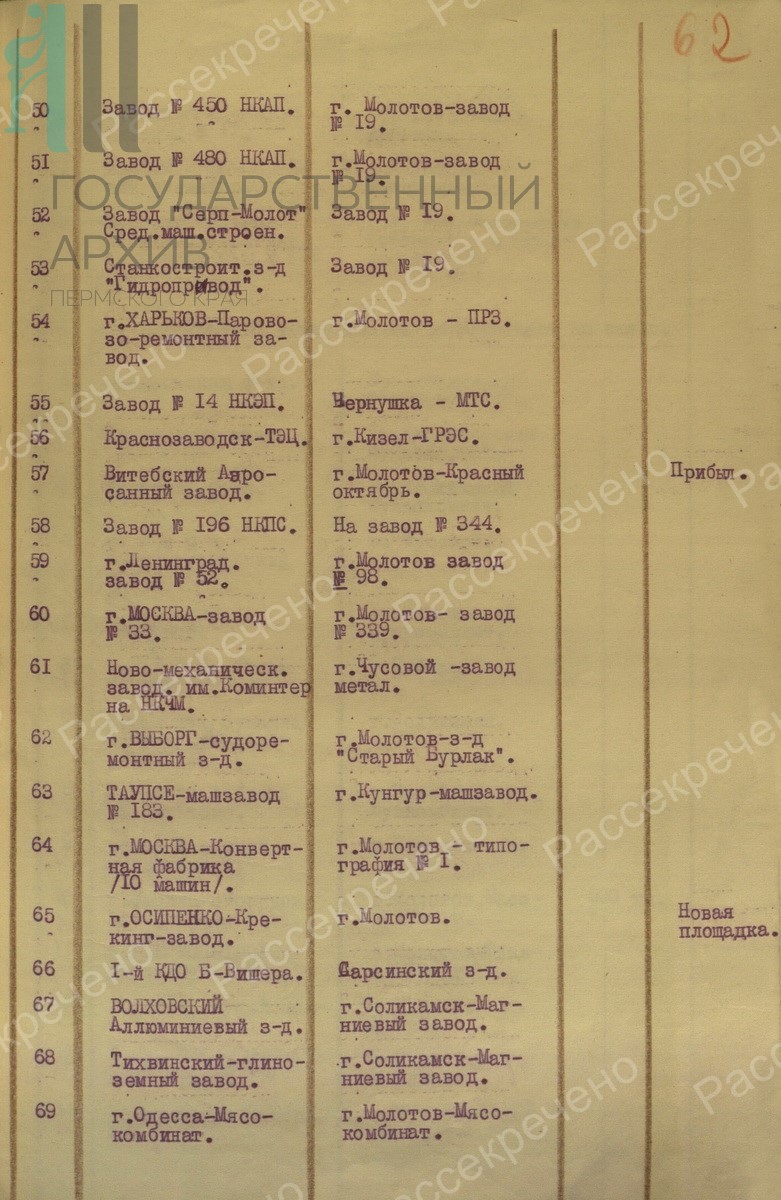 62
50 Завод № 450 НКАП. г. Молотов-завод
№ 19.
51 Завод № 480 НКАП. г.Молотов-завод
№ 19.
ГОСУДАРСТВЕННЫЙ
52 Завод "Серп-Молот" Завод № 19.
Сред.маш.строен.
АРХИВ
53 Станкостроит.з-д Завод № 19.
"Гидропривод".
ПЕРМСКОГО КРАЯ
54 г.ХАРЬКОВ-Парово- г.Молотов - ПРЗ.
зо-ремонтный за-
вод.
55 Завод № 14 НКЭП. Чернушка - МТС.
56 Краснозаводск-ТЭЦ. г.Кизел-ГРЭС.
57 Витебский Аэро- г.Молотов-Красный Прибыл.
санный завод. октябрь.
58 Завод № 196 НКПС. На завод № 344.
59 г.Ленинград. г.Молотов завод
завод № 52. № 98.
60 г.МОСКВА-завод г.Молотов- завод
№ 33. № 339.
61 Ново-механическ. г.Чусовой -завод
завод. им.Коминтер метал.
на НКЧМ.
62 г.ВЫБОРГ-судоре- г.Молотов-з-д
монтный з-д. "Старый Бурлак".
63 ТАУПСЕ-машзавод г.Кунгур-машзавод.
№ 183.
64 г.МОСКВА-Конверт- г.Молотов - типо-
ная фабрика графия № 1.
/10 машин/.
65 г.ОСИПЕНКО-Кре- г.Молотов. Новая
кинг-завод. площадка.
66 1-й КДО Б-Вишера. Сарсинский з-д.
67 ВОЛХОВСКИЙ г.Соликамск-Маг-
Аллюминиевый з-д. ниевый завод.
68 Тихвинский-глино- г.Соликамск-Маг-
земный завод. ниевый завод.
69 г.Одесса-Мясо- г.Молотов-Мясо-
комбинат. комбинат.
Рассекречено